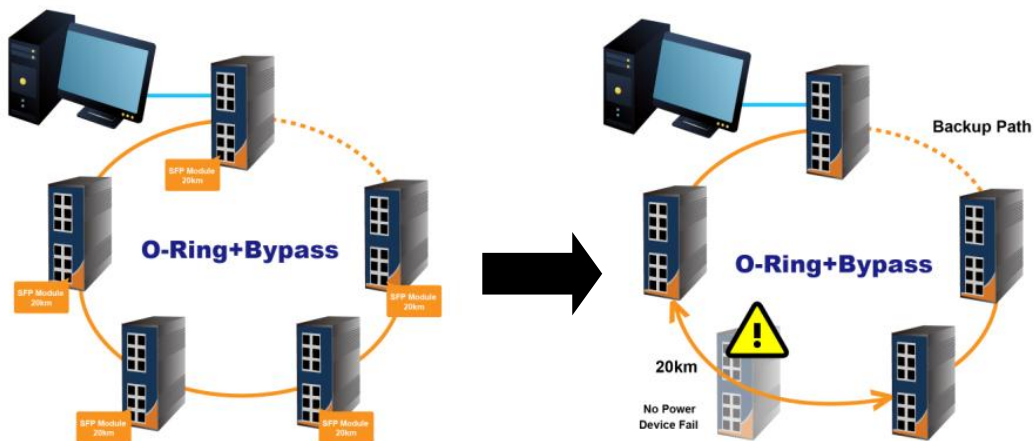 SFP Module
20km
O-Ring+Bypass
SFP Module
20km
SFP Module
20km
SFP Module
20km
SFP Module
20km
Backup Path
O-Ring+Bypass
20km
No Power
Device Fail